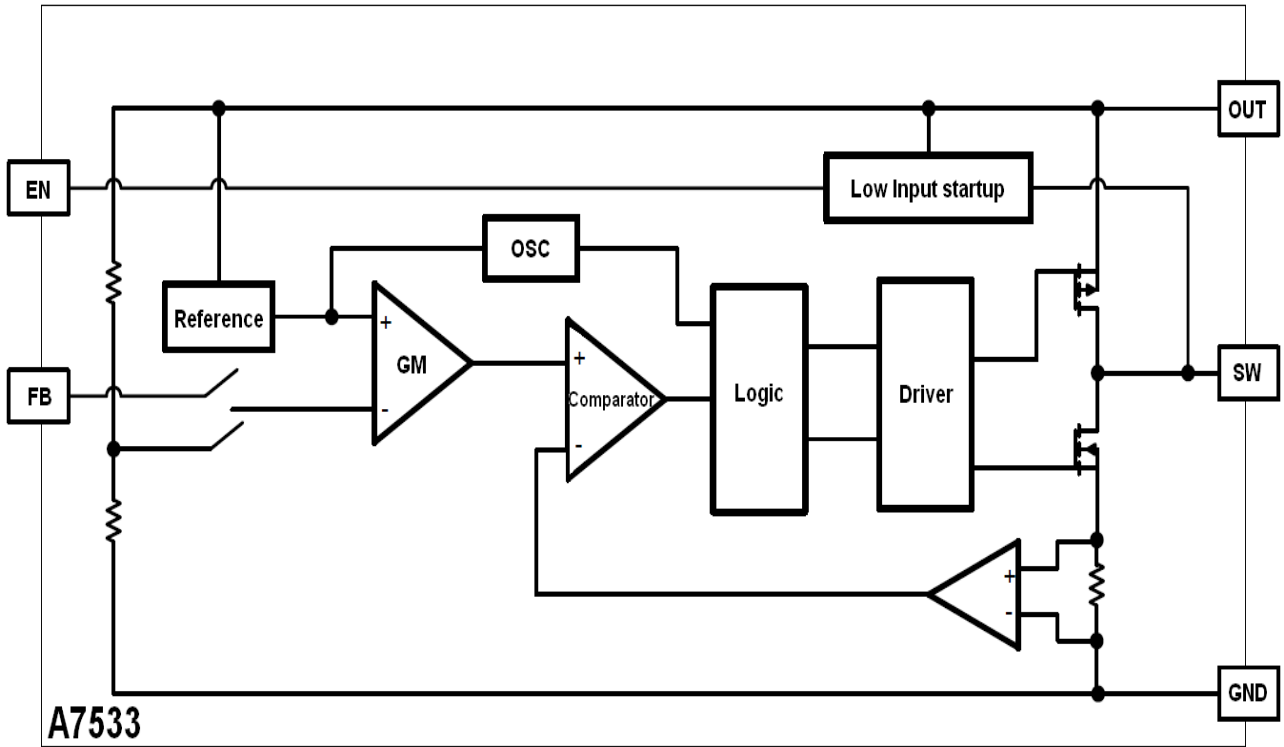 OUT
EN
Low Input startup
OSC
Reference
+
GM
-
FB
+
Comparator
-
Logic
Driver
SW
+
-
GND
A7533